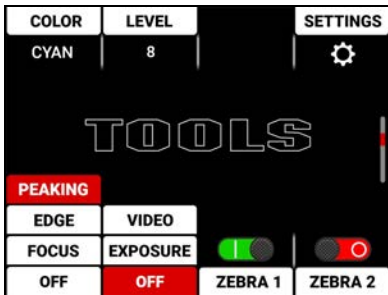 COLOR LEVEL SETTINGS
CYAN 8
TOOLS
PEAKING
EDGE VIDEO
FOCUS EXPOSURE
OFF OFF ZEBRA 1 ZEBRA 2